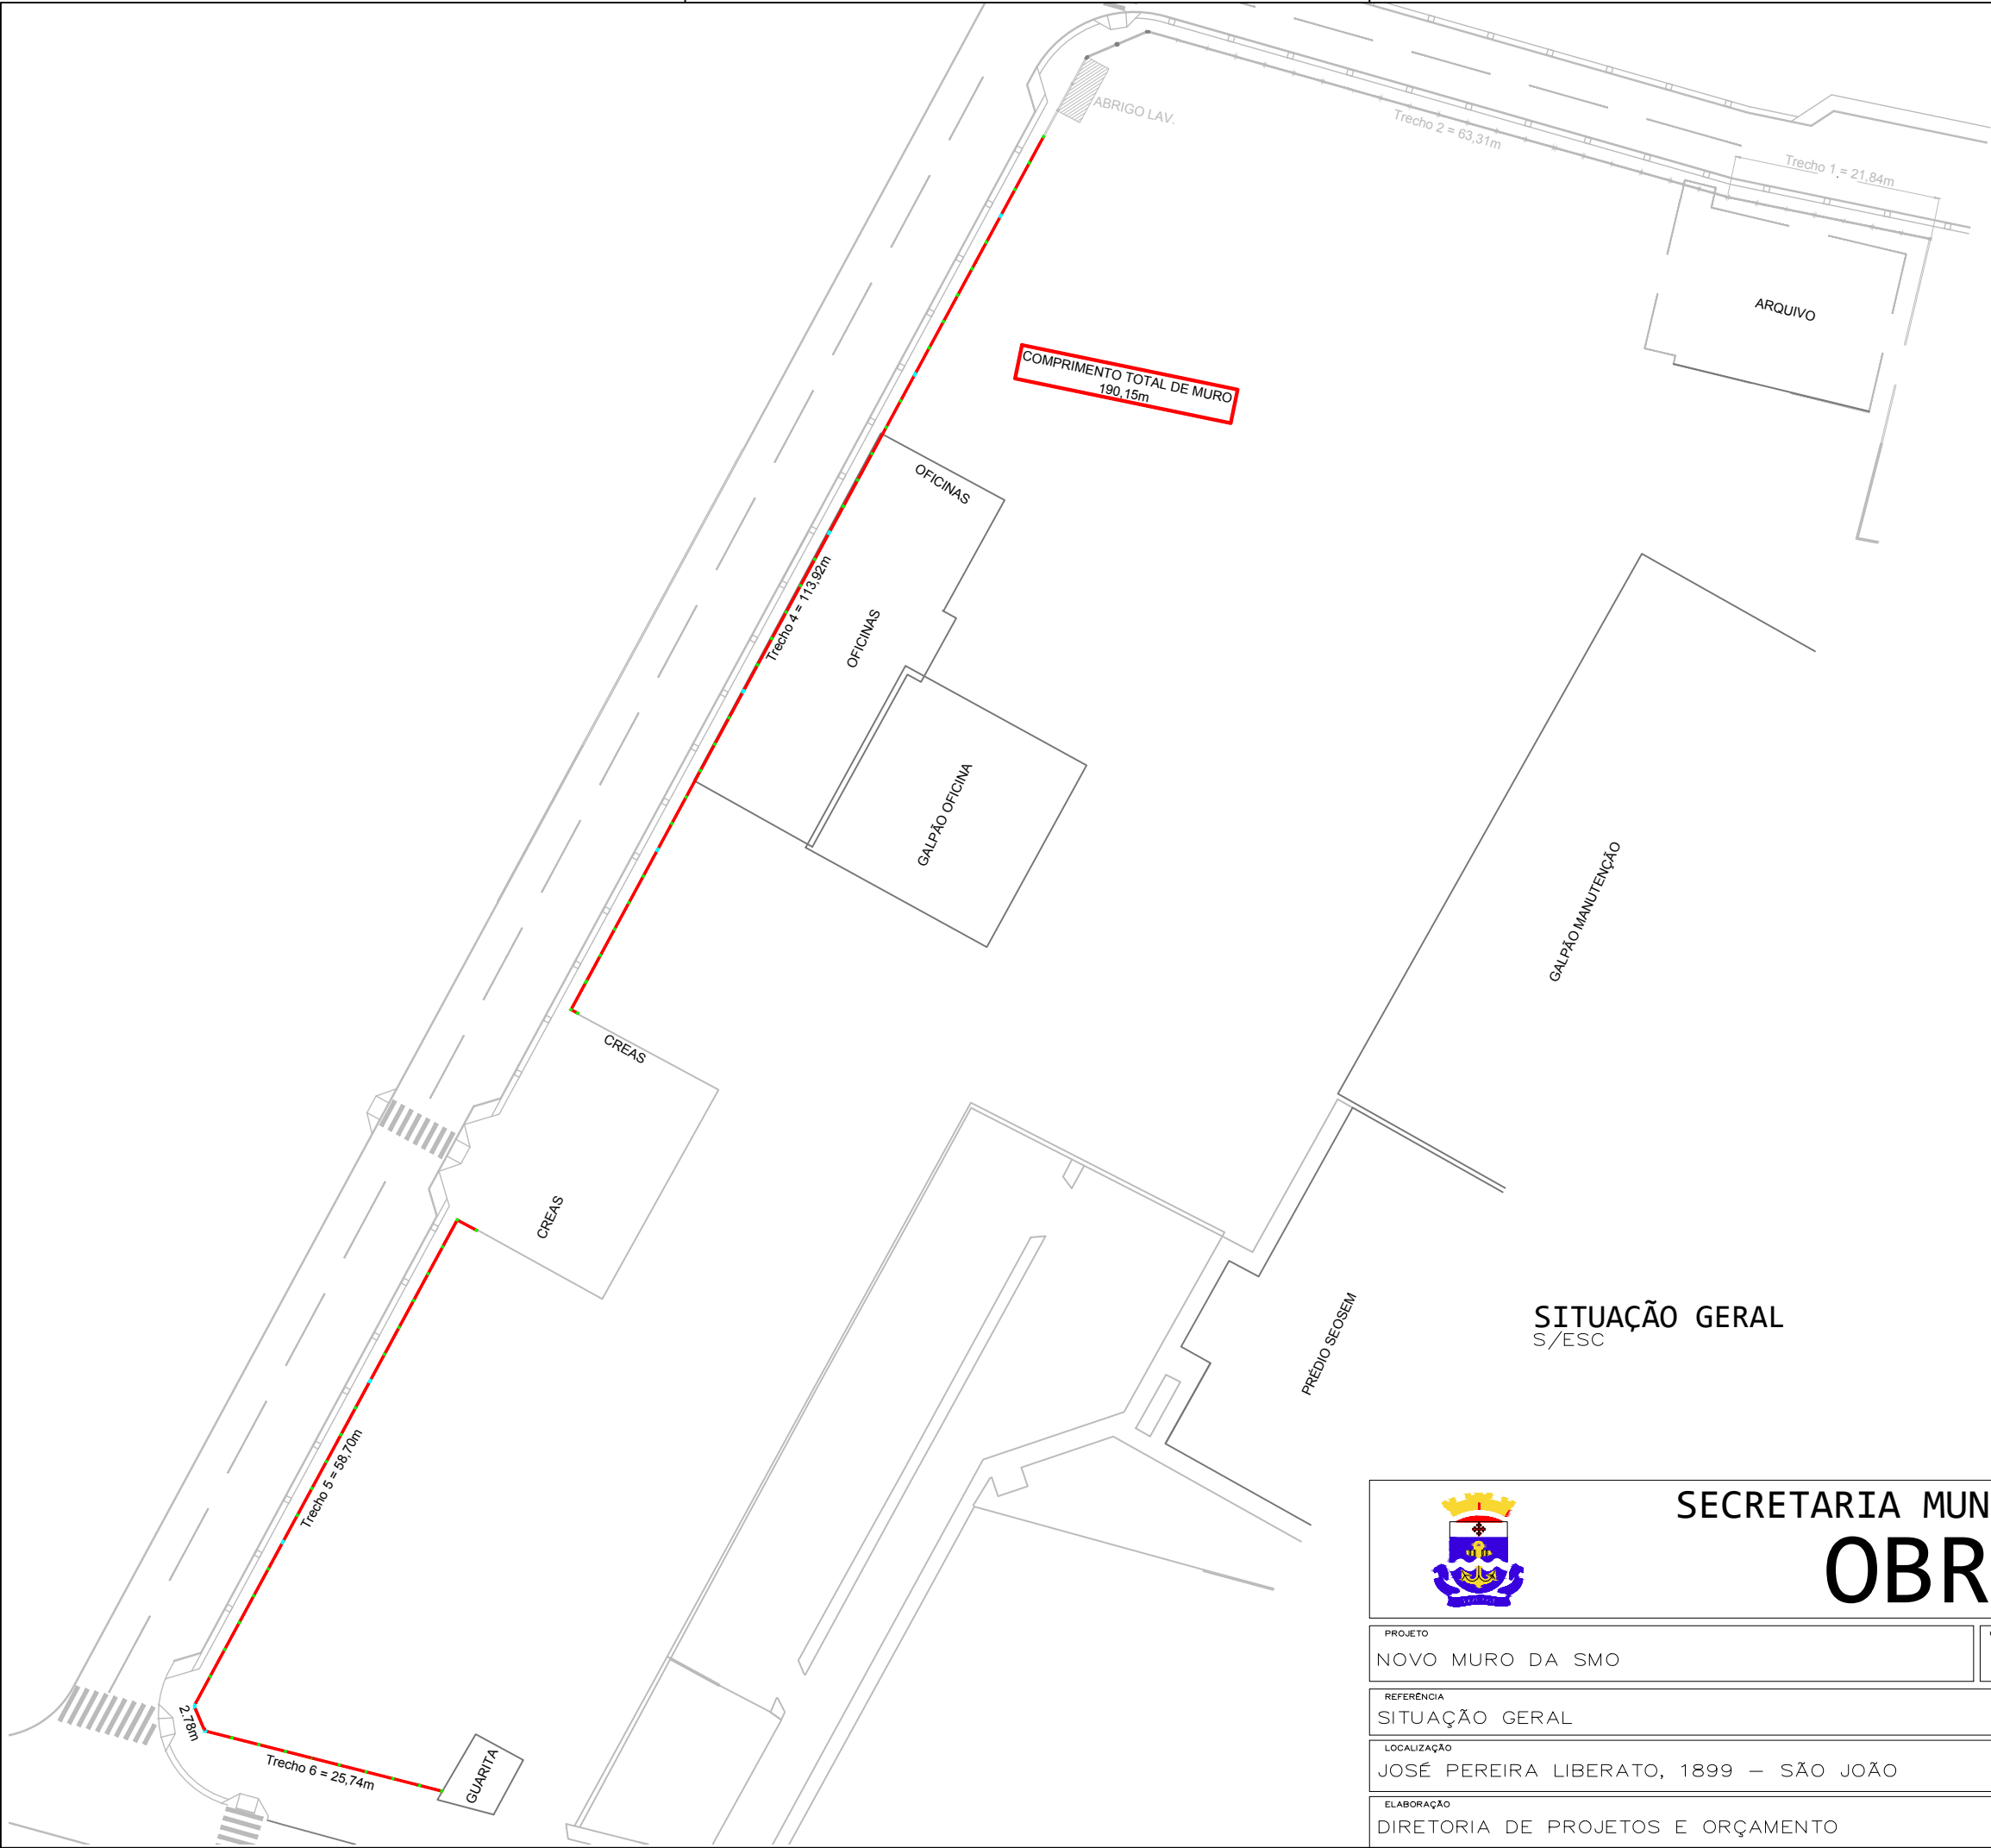 ABRIGO LAV.
Trecho 2 = 63,31m
Trecho 1 = 21,84m
ARQUIVO
COMPRIMENTO TOTAL DE MURO
190,15m
OFICINAS
Trecho 4 = 113,92m
OFICINAS
GALPÃO OFICINA
GALPÃO MANUTENÇÃO
CREAS
CREAS
PRÉDIO SEOSEM
SITUAÇÃO GERAL
S/ESC
Trecho 5 = 58,70m
2.78m
Trecho 6 = 25,74m
GUARITA
SECRETARIA MUN
OBR
PROJETO
NOVO MURO DA SMO
REFERÊNCIA
SITUAÇÃO GERAL
LOCALIZAÇÃO
JOSÉ PEREIRA LIBERATO, 1899 – SÃO JOÃO
ELABORAÇÃO
DIRETORIA DE PROJETOS E ORÇAMENTO